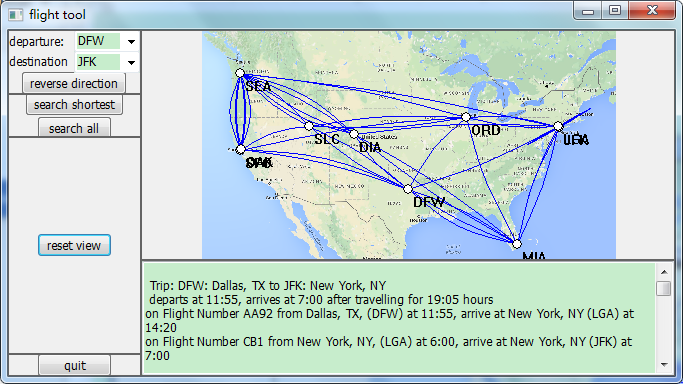 flight tool
departure: DFW
destination JFK
reverse direction
search shortest
search all
reset view
quit
SEA
SLC
DIA
ORD
DFW
MIA
Trip: DFW: Dallas, TX to JFK: New York, NY
departs at 11:55, arrives at 7:00 after travelling for 19:05 hours
on Flight Number AA92 from Dallas, TX, (DFW) at 11:55, arrive at New York, NY (LGA) at
14:20
on Flight Number CB1 from New York, NY, (LGA) at 6:00, arrive at New York, NY (JFK) at
7:00